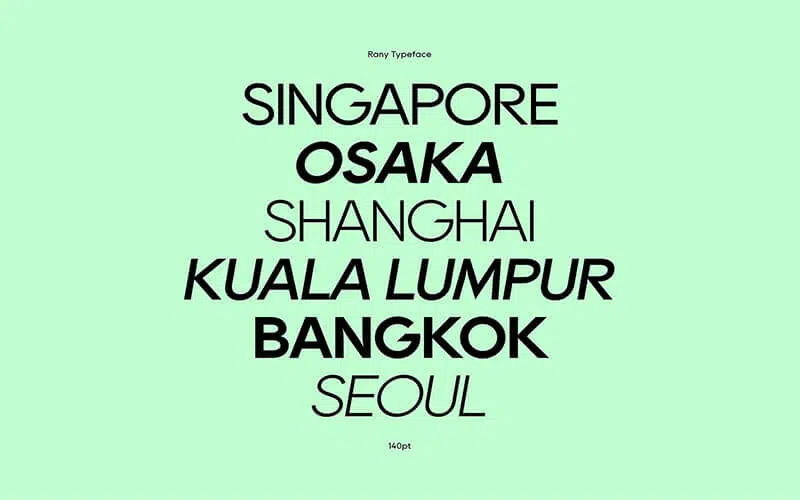 Rany Typeface
SINGAPORE
OSAKA
SHANGHAI
KUALA LUMPUR
BANGKOK
SEOUL
140pt